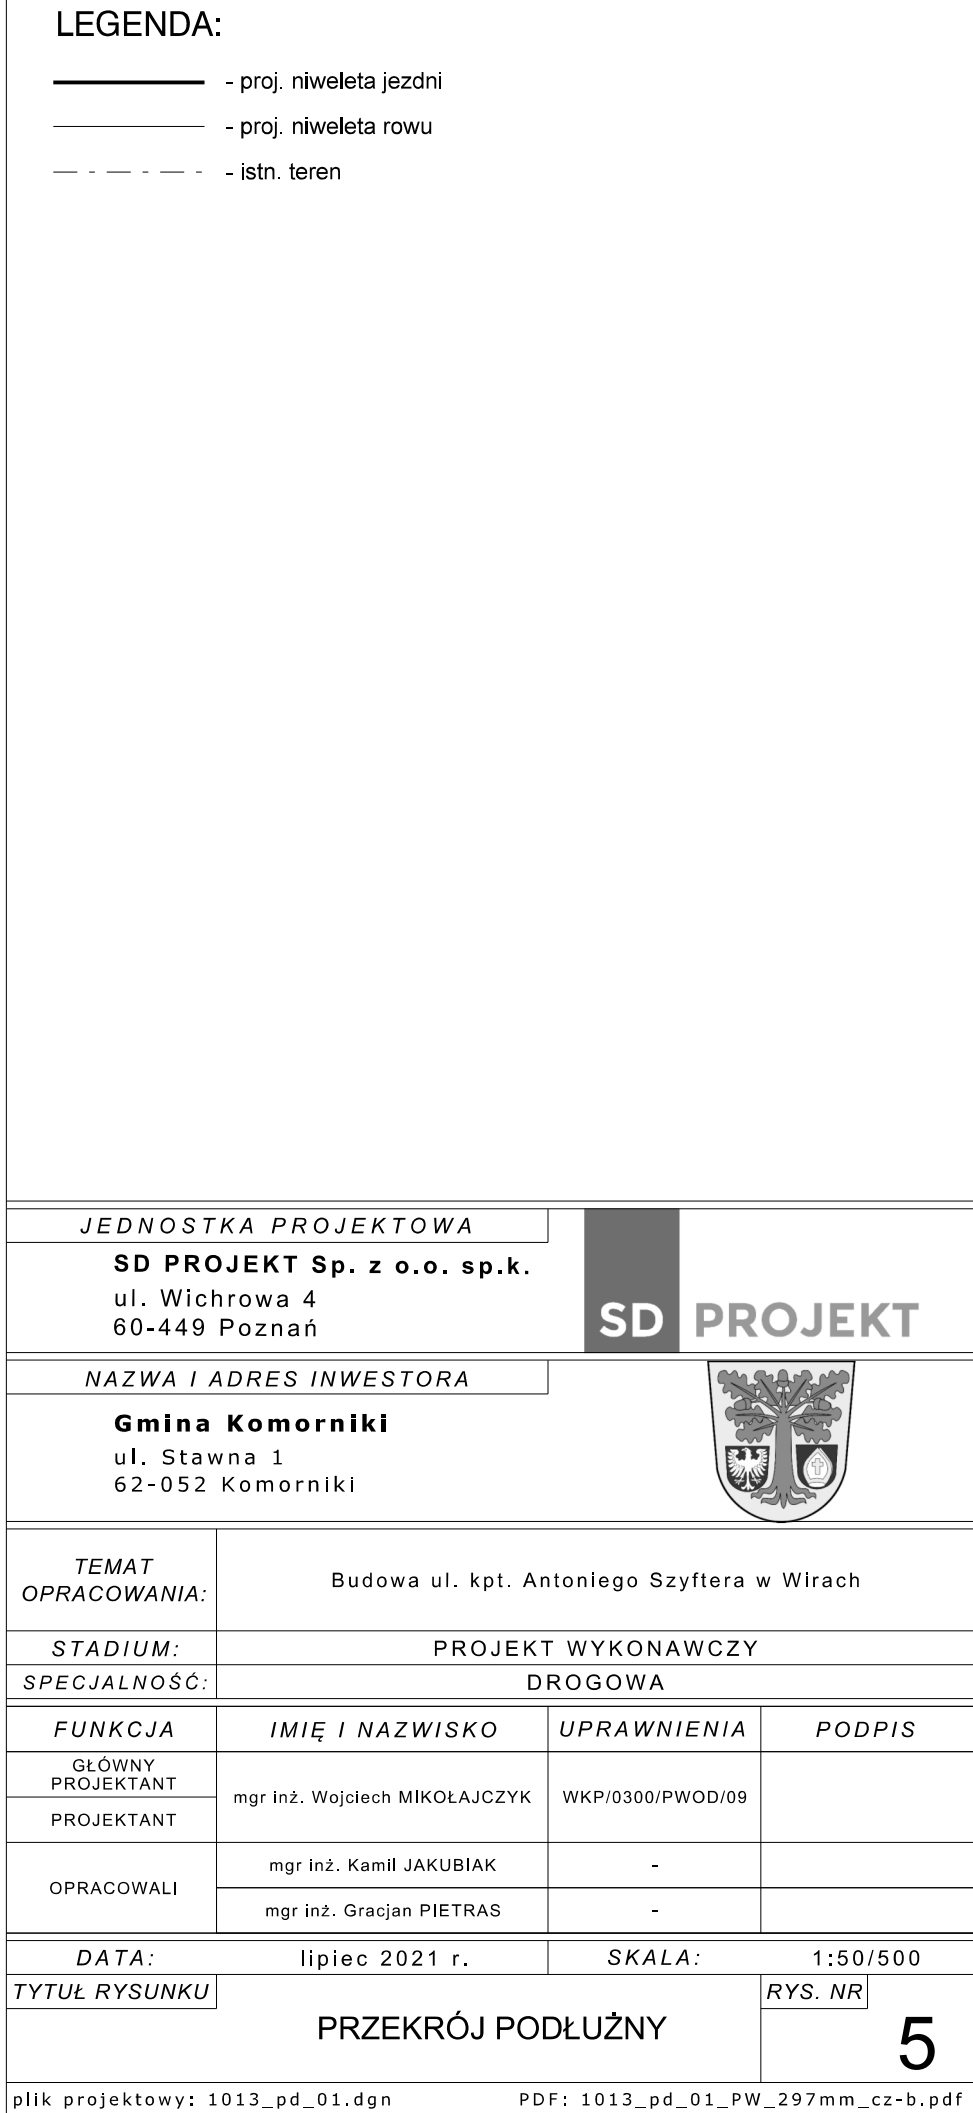 LEGENDA:
- proj. niweleta jezdni
- proj. niweleta rowu
- istn. teren
JEDNOSTKA PROJEKTOWA
SD PROJEKT Sp. z o.o. sp.k.
ul. Wichrowa 4
60-449 Poznań
SD PROJEKT
NAZWA I ADRES INWESTORA
Gmina Komorniki
ul. Stawna 1
62-052 Komorniki
TEMAT
OPRACOWANIA:
Budowa ul. kpt. Antoniego Szyftera w Wirach
STADIUM: PROJEKT WYKONAWCZY
SPECJALNOŚĆ: DROGOWA
FUNKCJA IMIĘ I NAZWISKO UPRAWNIENIA PODPIS
GŁÓWNY
PROJEKTANT
mgr inż. Wojciech MIKOŁAJCZYK WKP/0300/PWOD/09
PROJEKTANT
OPRACOWALI
mgr inż. Kamil JAKUBIAK -
mgr inż. Gracjan PIETRAS -
DATA: lipiec 2021 r. SKALA: 1:50/500
TYTUŁ RYSUNKU
PRZEKRÓJ PODŁUŻNY
RYS. NR
5
plik projektowy: 1013_pd_01.dgn PDF: 1013_pd_01_PW_297mm_cz-b.pdf